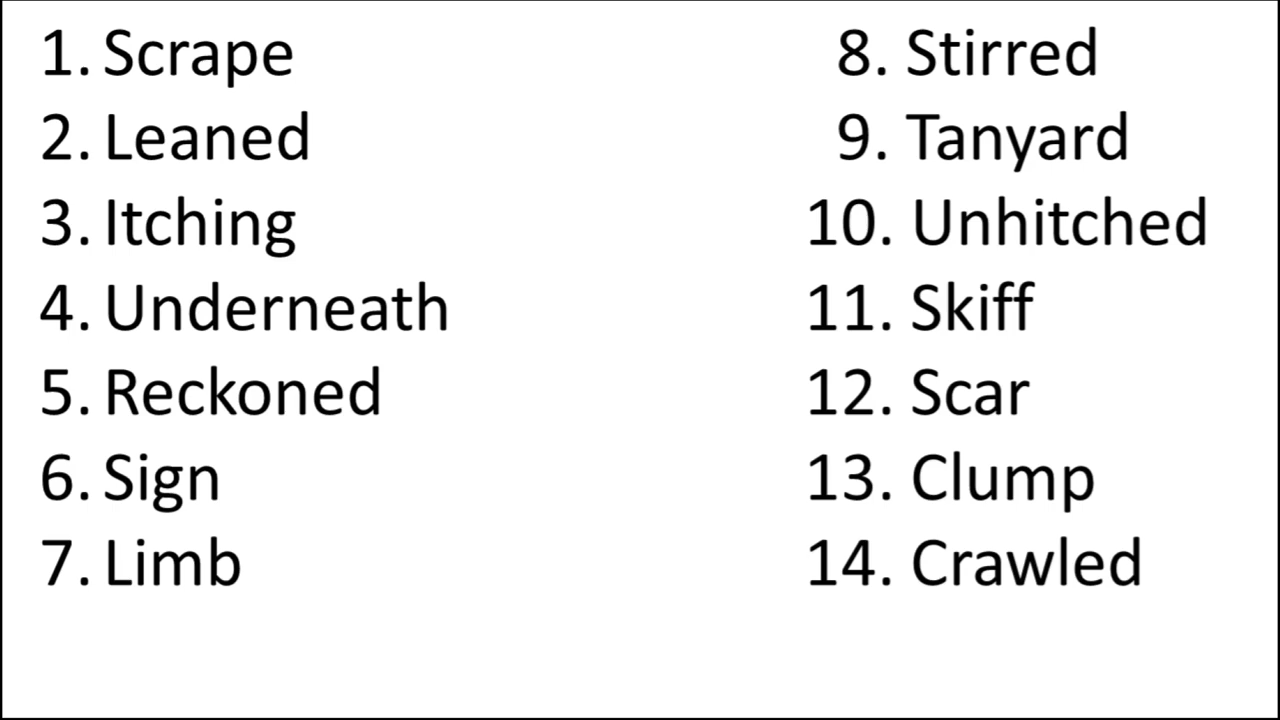 1. Scrape
2. Leaned
3. Itching
4. Underneath
5. Reckoned
6. Sign
7. Limb
8. Stirred
9. Tanyard
10. Unhitched
11. Skiff
12. Scar
13. Clump
14. Crawled